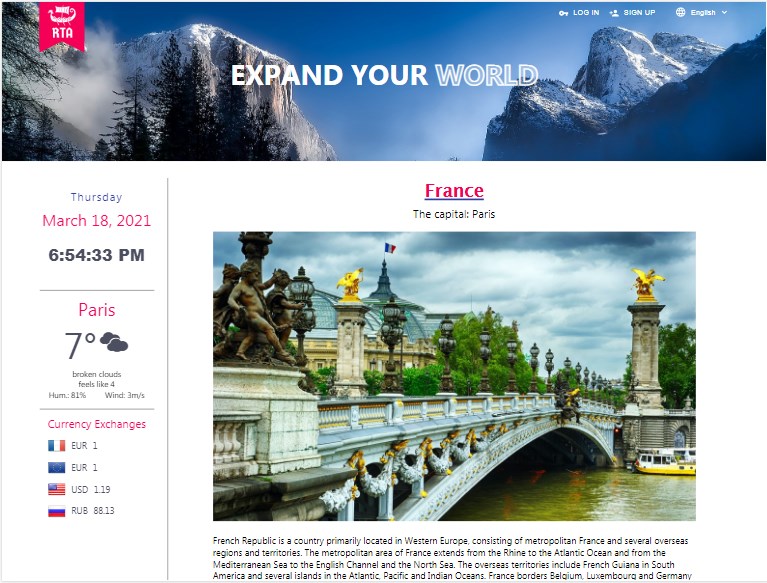 RTA
LOG IN
SIGN UP
English
EXPAND YOUR WORLD
Thursday
March 18, 2021
6:54:33 PM
Paris
7°
broken clouds
feels like 4
Hum.: 81% Wind: 3m/s
Currency Exchanges
EUR 1
EUR 1
USD 1.19
RUB 88.13
France
The capital: Paris
French Republic is a country primarily located in Western Europe, consisting of metropolitan France and several overseas
regions and territories. The metropolitan area of France extends from the Rhine to the Atlantic Ocean and from the
Mediterranean Sea to the English Channel and the North Sea. The overseas territories include French Guiana in South
America and several islands in the Atlantic, Pacific and Indian Oceans. France borders Belgium, Luxembourg and Germany